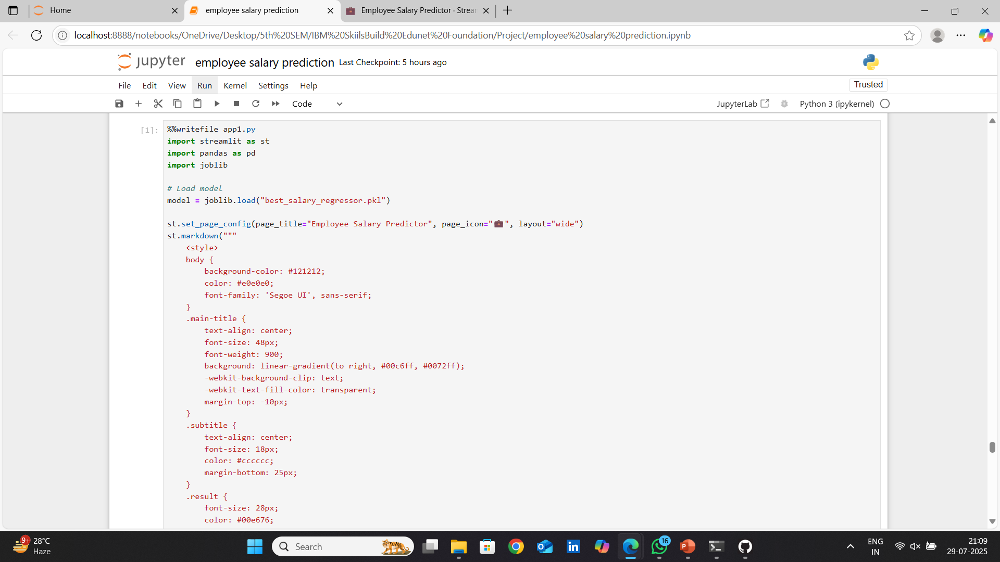 Home
employee salary prediction
Employee Salary Predictor · Strear
localhost:8888/notebooks/OneDrive/Desktop/5th%20SEM/IBM%20SkiilsBuild%20Edunet%20Foundation/Project/employee%20salary%20prediction.ipynb
jupyter employee salary prediction Last Checkpoint: 5 hours ago
File Edit View Run Kernel Settings Help
Trusted
Code
JupyterLab Python 3 (ipykernel)
[1]:
%%writefile app1.py
import streamlit as st
import pandas as pd
import joblib
# Load model
model = joblib.load("best_salary_regressor.pkl")
st.set_page_config(page_title="Employee Salary Predictor", page_icon="💼", layout="wide")
st.markdown("""
<style>
body {
background-color: #121212;
color: #e0e0e0;
font-family: 'Segoe UI', sans-serif;
}
.main-title {
text-align: center;
font-size: 48px;
font-weight: 900;
background: linear-gradient(to right, #00c6ff, #0072ff);
-webkit-background-clip: text;
-webkit-text-fill-color: transparent;
margin-top: -10px;
}
.subtitle {
text-align: center;
font-size: 18px;
color: #cccccc;
margin-bottom: 25px;
}
.result {
font-size: 28px;
color: #00e676;
9+
28°C
Haze
Search
16
ENG
IN
21:09
29-07-2025